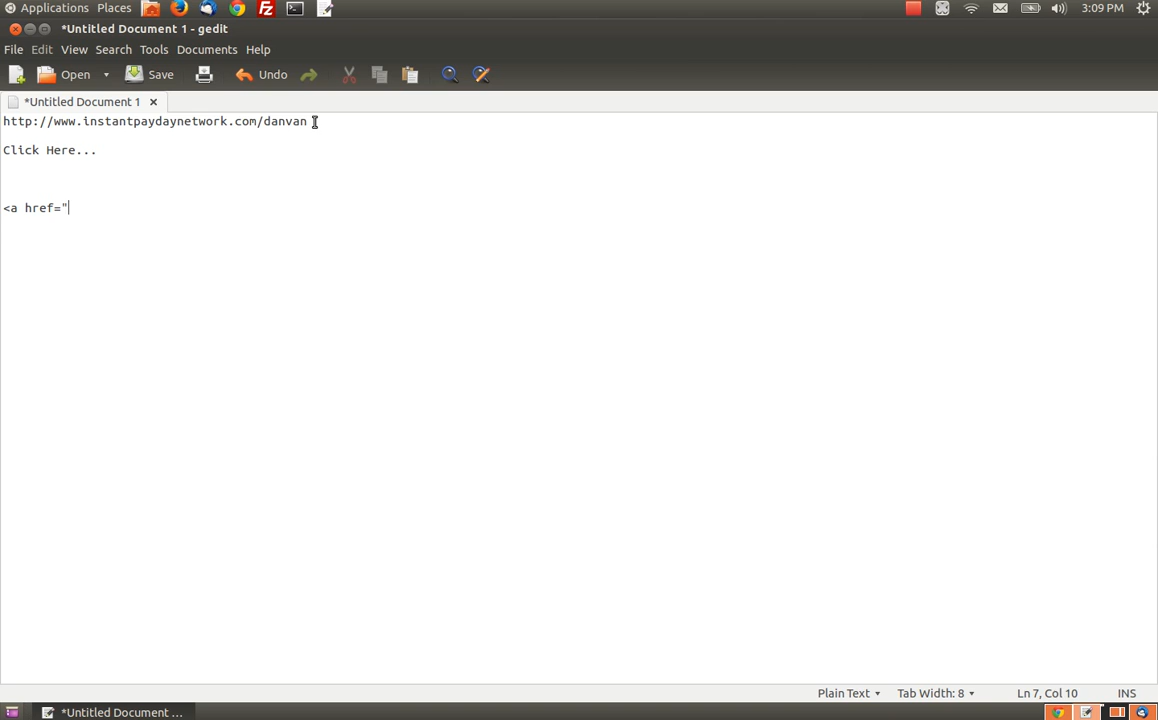 Applications Places 3:09 PM
*Untitled Document 1 - gedit
File Edit View Search Tools Documents Help
Open Save Undo
*Untitled Document 1
http://www.instantpaydaynetwork.com/danvan
Click Here...
<a href="
Plain Text Tab Width: 8 Ln 7, Col 10 INS
*Untitled Document ...